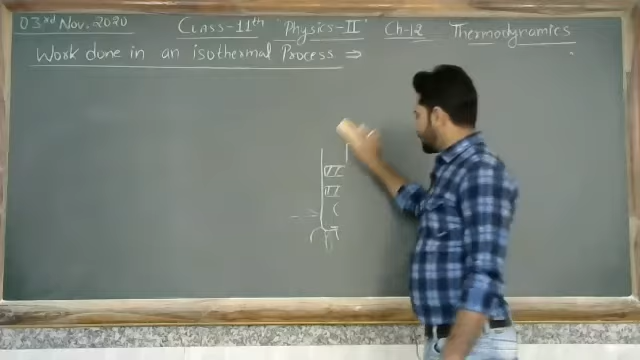 03rd Nov. 2020 Class-11th 'Physics-II' Ch-12 Thermodynamics
Work done in an isothermal Process ⇒